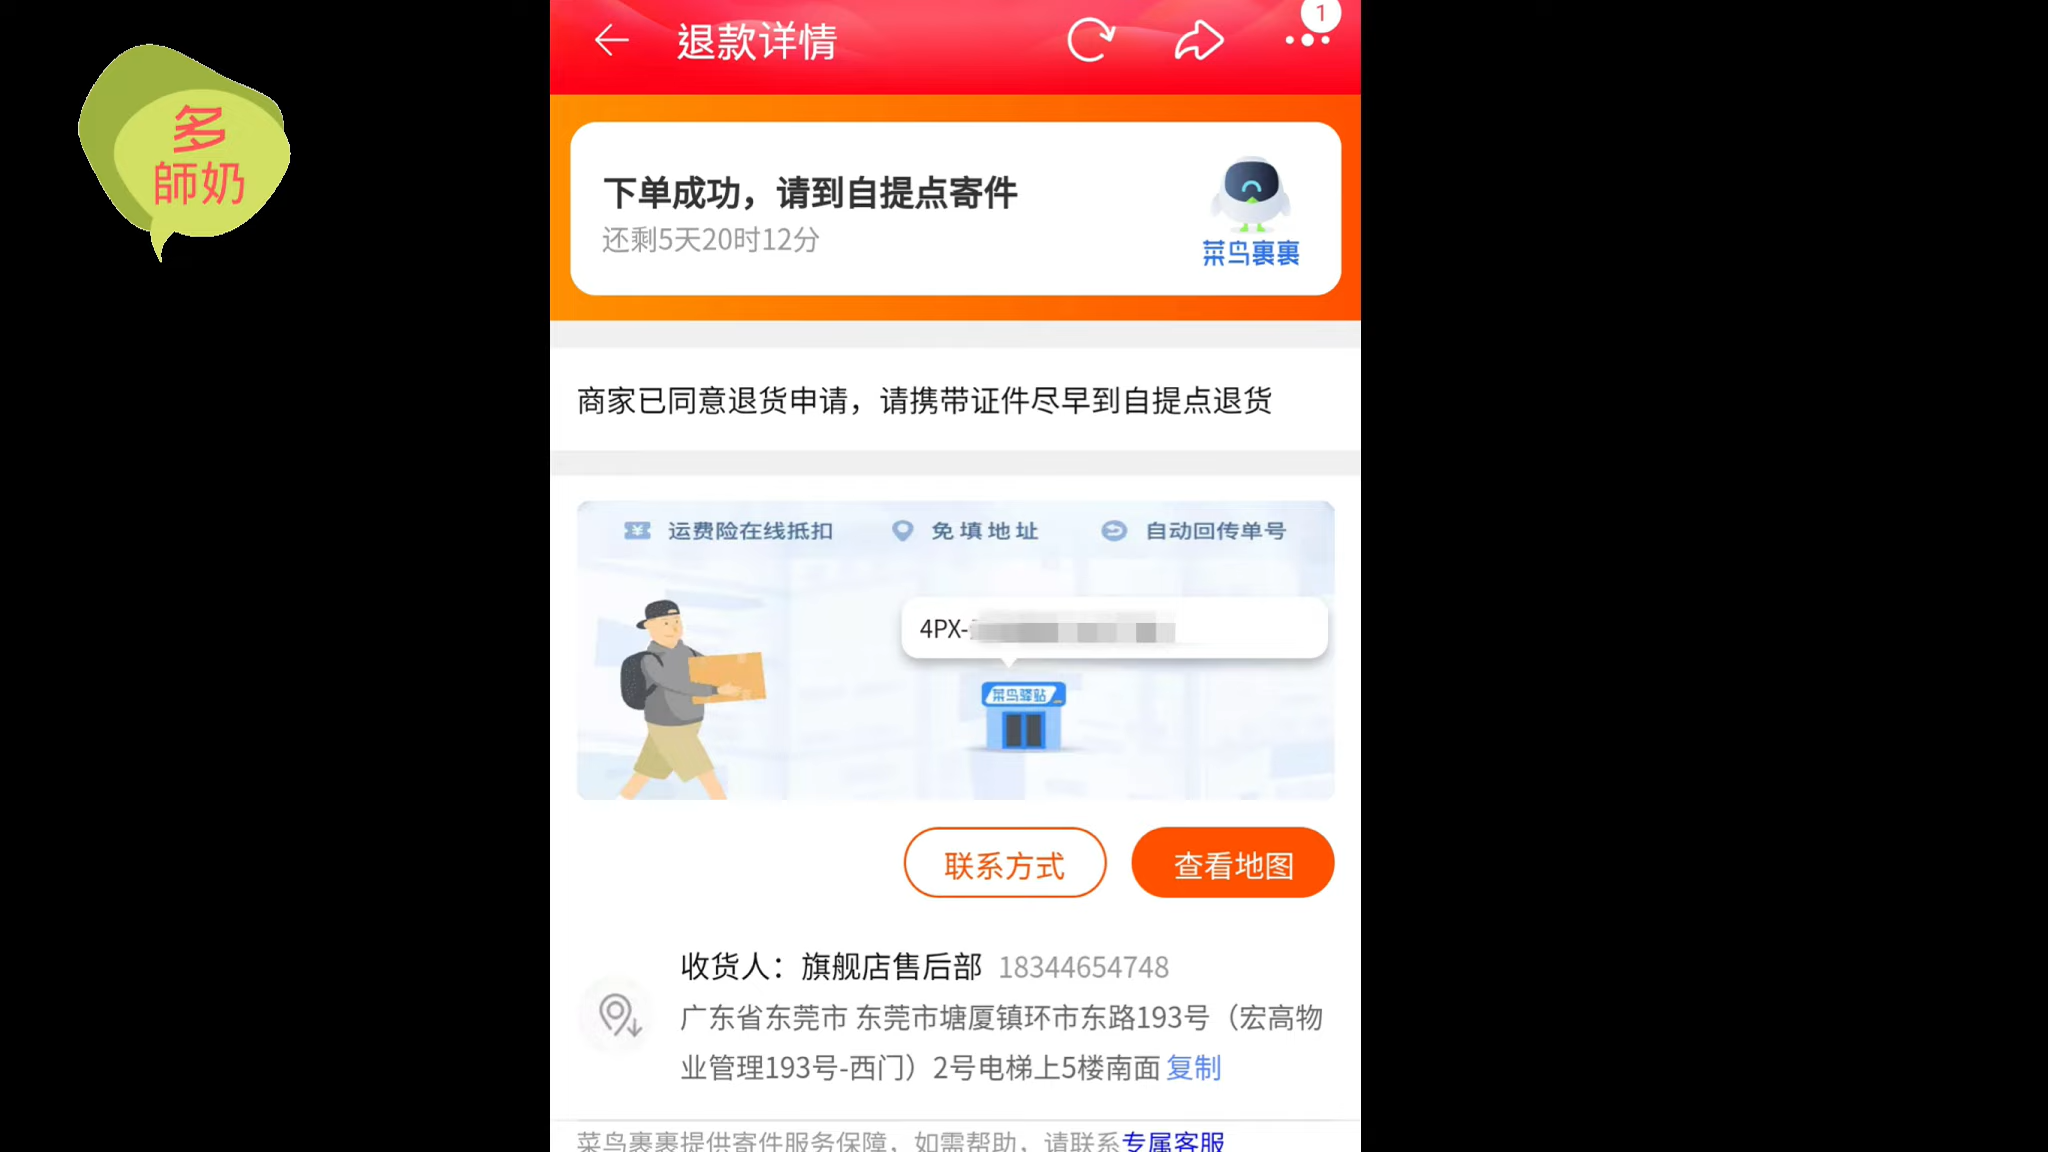 多
師奶
退款详情
1
下单成功，请到自提点寄件
还剩5天20时12分
菜鸟裹裹
商家已同意退货申请，请携带证件尽早到自提点退货
运费险在线抵扣 免填地址 自动回传单号
4PX-
菜鸟驿站
联系方式 查看地图
收货人：旗舰店售后部 18344654748
广东省东莞市 东莞市塘厦镇环市东路193号（宏高物
业管理193号-西门）2号电梯上5楼南面 复制
菜鸟裹裹提供寄件服务保障，如需帮助，请联系专属客服